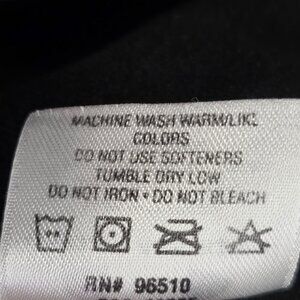 MACHINE WASH WARM/LIKE
COLORS
DO NOT USE SOFTENERS
TUMBLE DRY LOW
DO NOT IRON • DO NOT BLEACH
RN# 96510